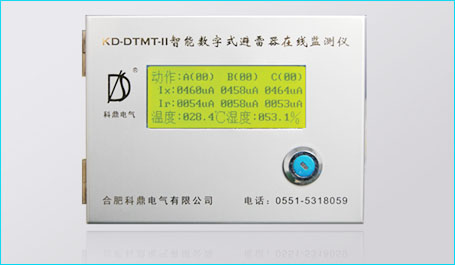 KD-DTMT-II智能数字式避雷器在线监测仪
®
动作:A(00) B(00) C(00)
Ix:0460uA 0458uA 0464uA
Ir:0054uA 0058uA 0053uA
温度:028.4℃湿度:053.1%
科鼎电气
合肥科鼎电气有限公司
电话:0551-5318059